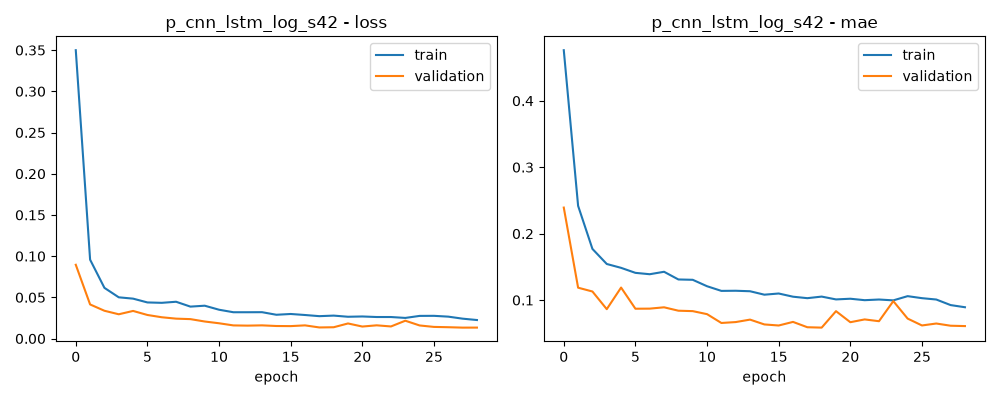 p_cnn_lstm_log_s42 - loss
train
validation
0.35
0.30
0.25
0.20
0.15
0.10
0.05
0.00
0 5 10 15 20 25
epoch
p_cnn_lstm_log_s42 - mae
train
validation
0.4
0.3
0.2
0.1
0 5 10 15 20 25
epoch